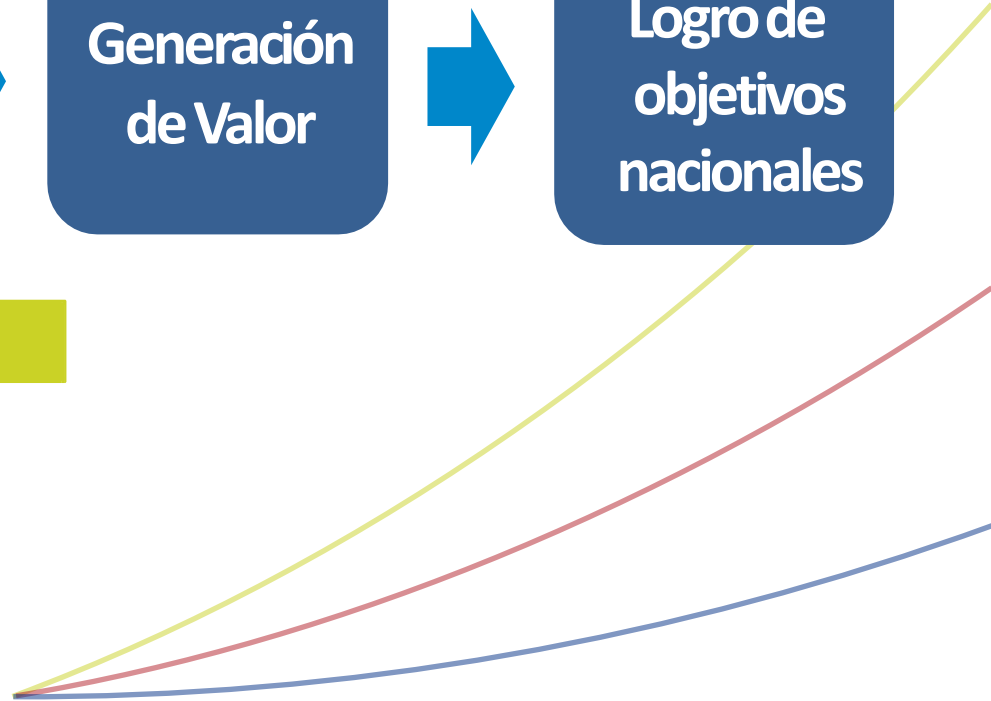 Generación
de Valor
Logro de
objetivos
nacionales